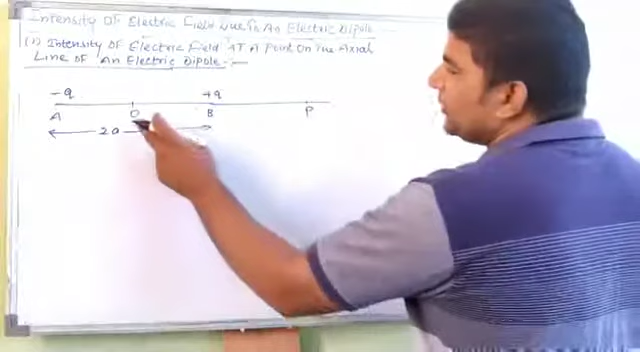 Intensity Of Electric Field Due To An Electric Dipole
(1) Intensity Of Electric Field AT A Point On The Axial
Line Of An Electric Dipole:-
-q +q
A O B P
2a